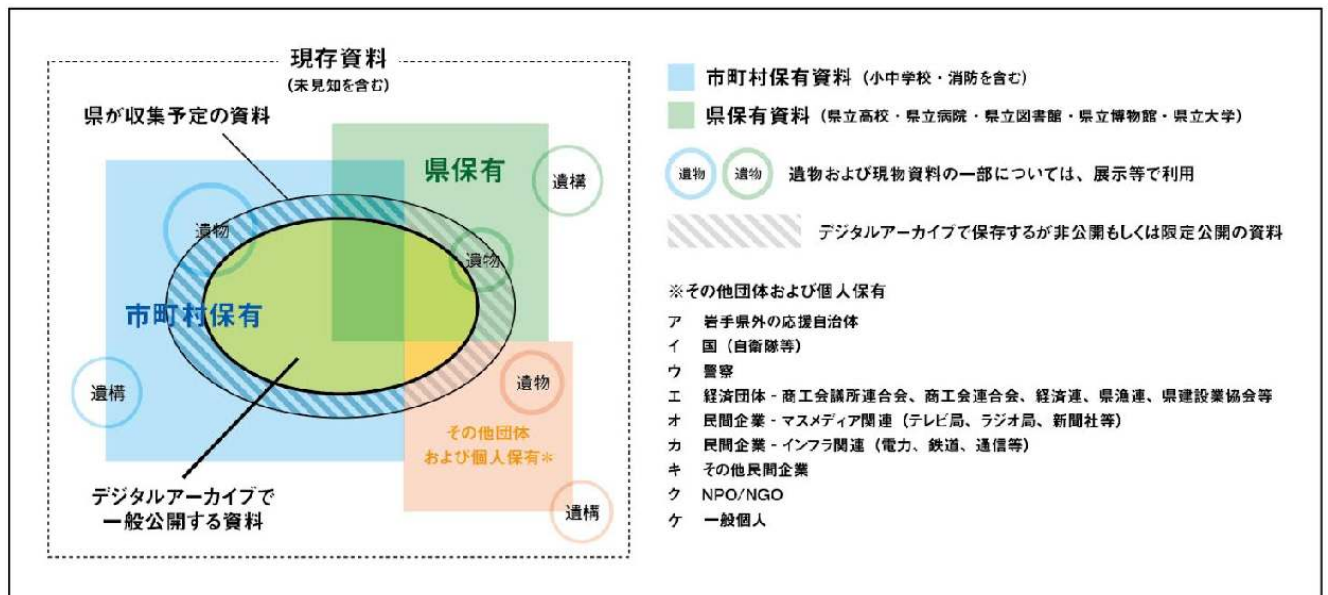 現存資料
(未見知を含む)
県が収集予定の資料
県保有
遺構
遺物
遺物
市町村保有
遺構
遺物
その他団体
および個人保有※
遺構
デジタルアーカイブで
一般公開する資料
市町村保有資料 (小中学校・消防を含む)
県保有資料 (県立高校・県立病院・県立図書館・県立博物館・県立大学)
遺物 遺物 遺物および現物資料の一部については、展示等で利用
デジタルアーカイブで保存するが非公開もしくは限定公開の資料
※その他団体および個人保有
ア 岩手県外の応援自治体
イ 国 (自衛隊等)
ウ 警察
エ 経済団体 - 商工会議所連合会、商工会連合会、経済連、県漁連、県建設業協会等
オ 民間企業 - マスメディア関連 (テレビ局、ラジオ局、新聞社等)
カ 民間企業 - インフラ関連 (電力、鉄道、通信等)
キ その他民間企業
ク NPO/NGO
ケ 一般個人